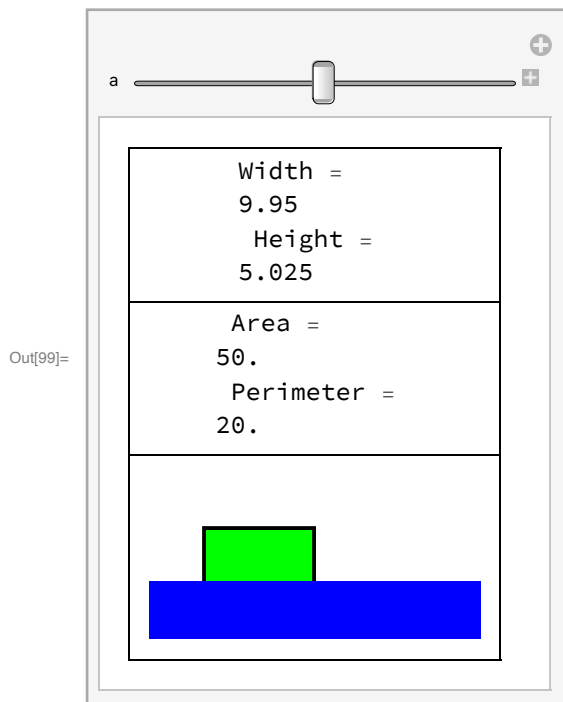 a
Width =
9.95
Height =
5.025
Area =
50.
Perimeter =
20.
Out[99]=